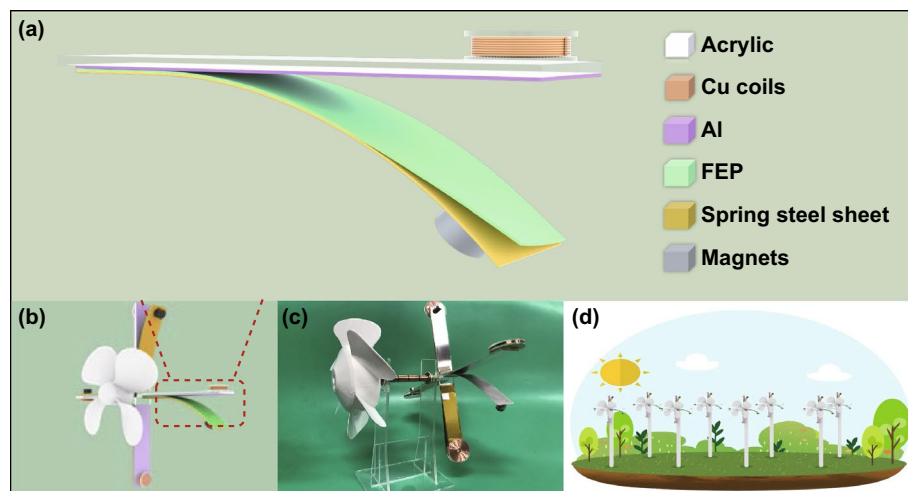 (a)
Acrylic
Cu coils
Al
FEP
Spring steel sheet
Magnets
(b)
(c)
(d)